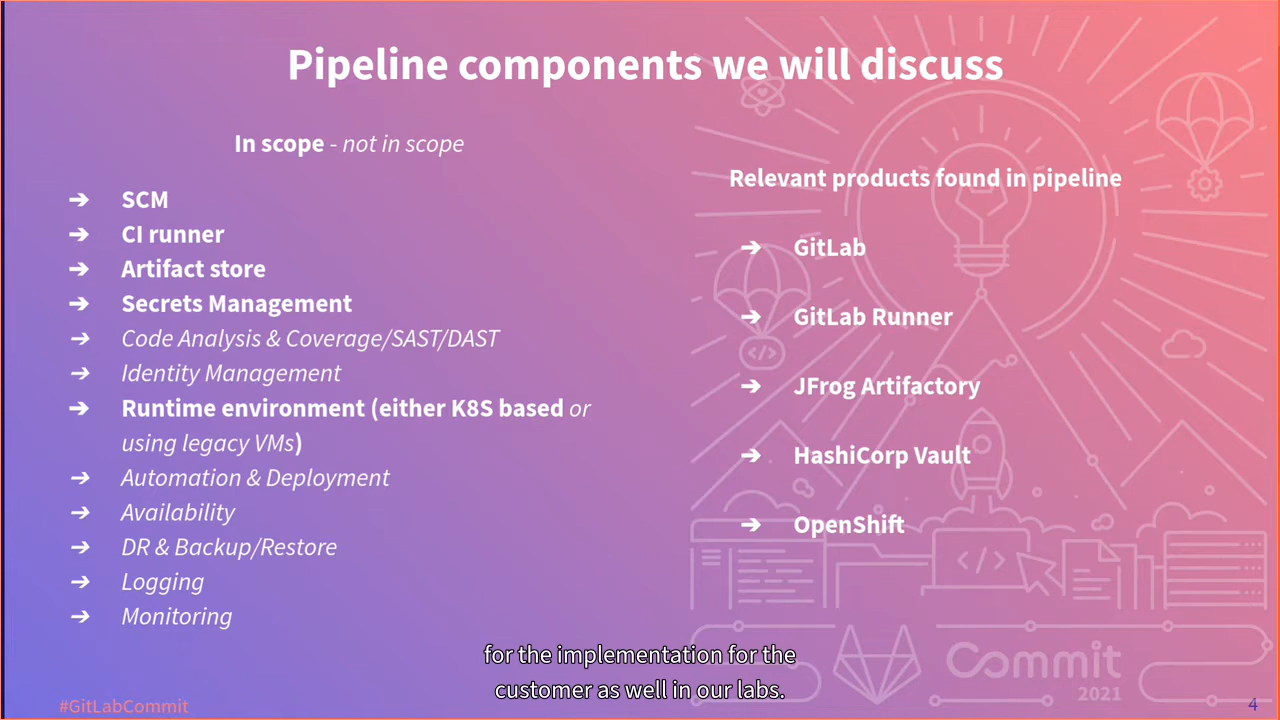 Pipeline components we will discuss
In scope - not in scope
➔ SCM
➔ CI runner
➔ Artifact store
➔ Secrets Management
➔ Code Analysis & Coverage/SAST/DAST
➔ Identity Management
➔ Runtime environment (either K8S based or
using legacy VMs)
➔ Automation & Deployment
➔ Availability
➔ DR & Backup/Restore
➔ Logging
➔ Monitoring
Relevant products found in pipeline
➔ GitLab
➔ GitLab Runner
➔ JFrog Artifactory
➔ HashiCorp Vault
➔ OpenShift
</>
</>
for the implementation for the
customer as well in our labs.
Commit
2021
#GitLabCommit
4